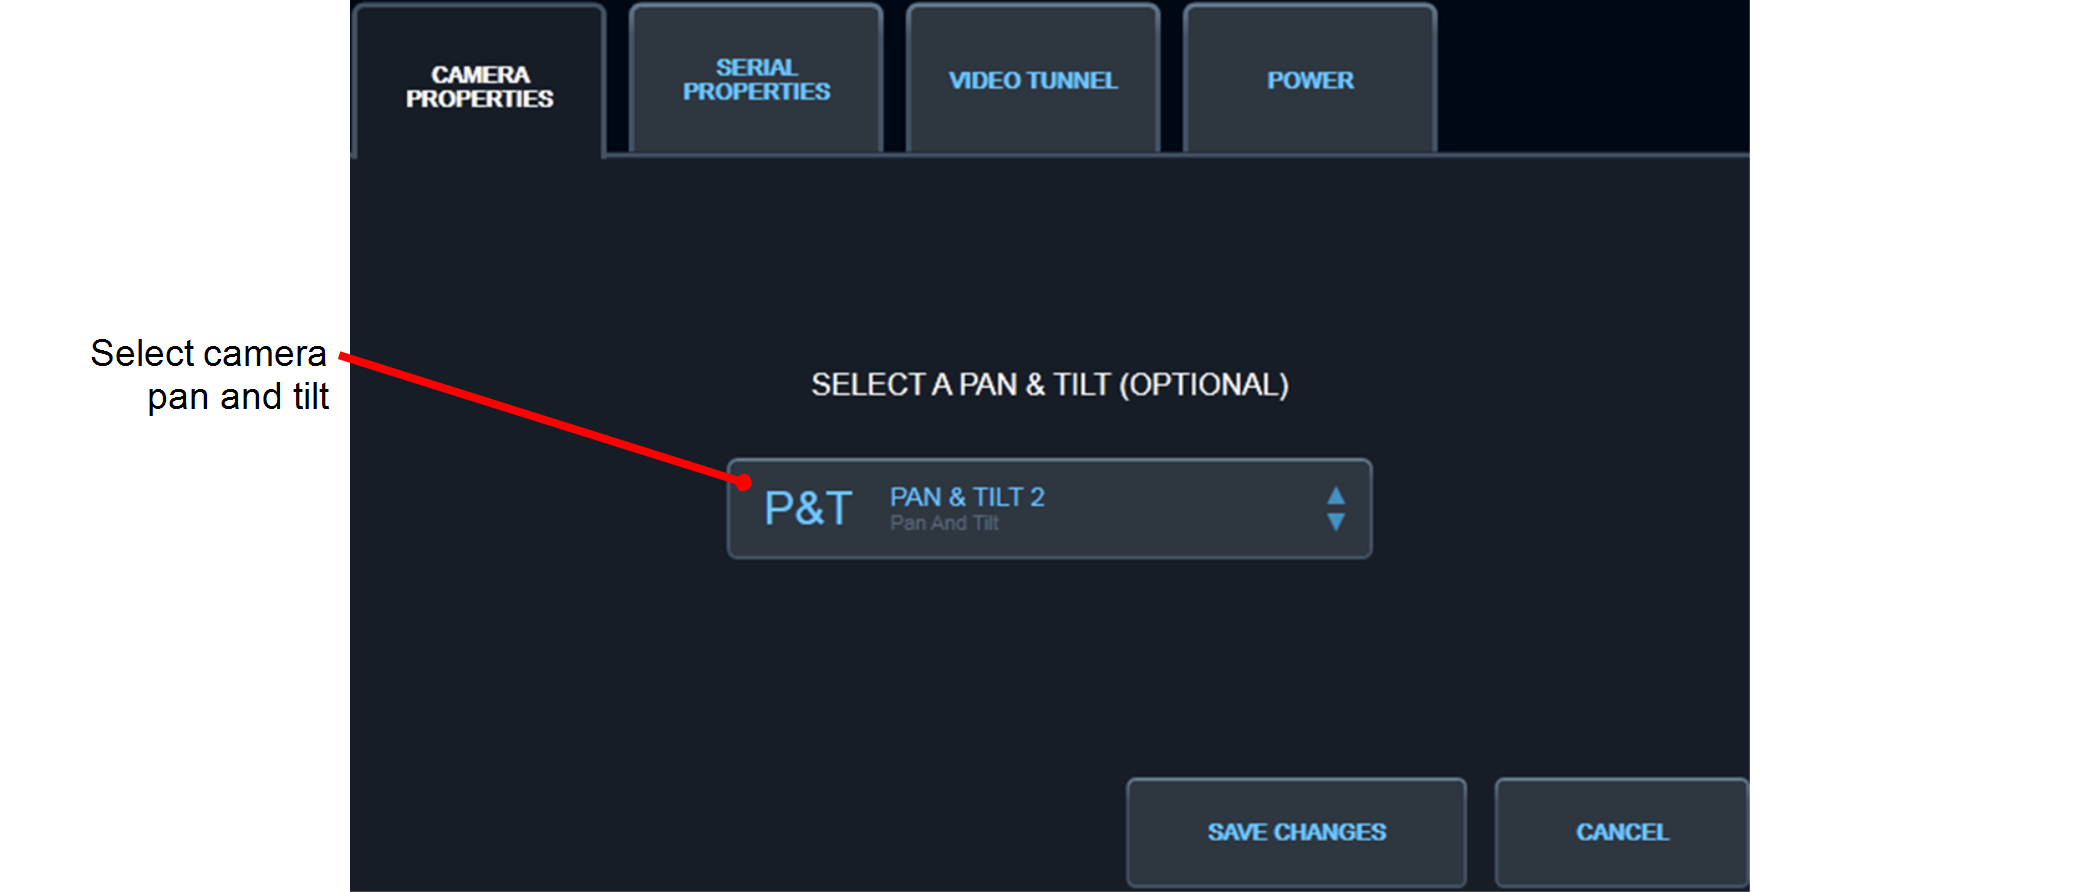 CAMERA
PROPERTIES
SERIAL
PROPERTIES
VIDEO TUNNEL
POWER
Select camera
pan and tilt
SELECT A PAN & TILT (OPTIONAL)
P&T
PAN & TILT 2
Pan And Tilt
SAVE CHANGES
CANCEL